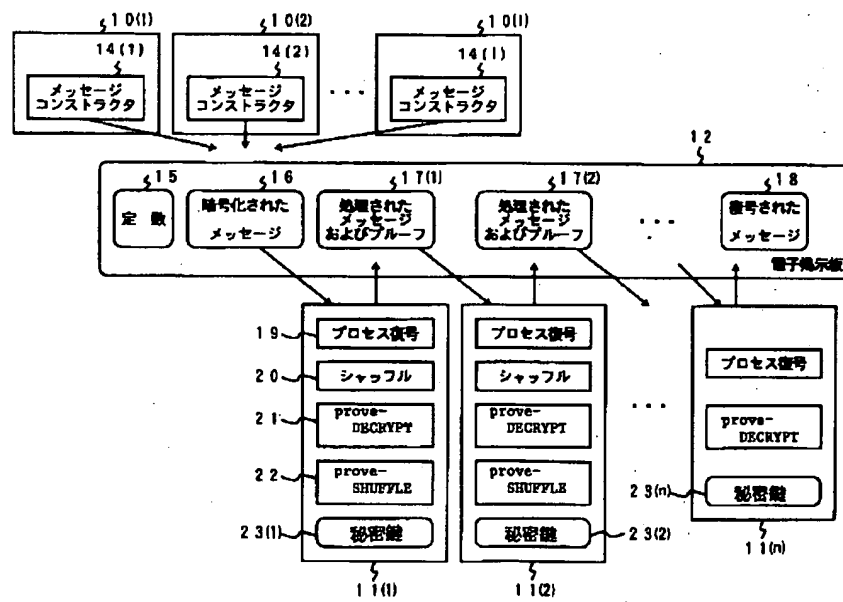 10(1) 10(2) 10(l)
14(1) 14(2) 14(l)
メッセージ
コンストラクタ
メッセージ
コンストラクタ
...
メッセージ
コンストラクタ
12
15 16 17(1) 17(2) 18
定 数
暗号化された
メッセージ
処理された
メッセージ
およびプルーフ
処理された
メッセージ
およびプルーフ
...
復号された
メッセージ
電子掲示板
19
プロセス復号
20
シャッフル
21
prove-
DECRYPT
22
prove-
SHUFFLE
23(1)
秘密鍵
11(1)
プロセス復号
シャッフル
prove-
DECRYPT
prove-
SHUFFLE
秘密鍵
23(2)
11(2)
...
プロセス復号
prove-
DECRYPT
23(n)
秘密鍵
11(n)